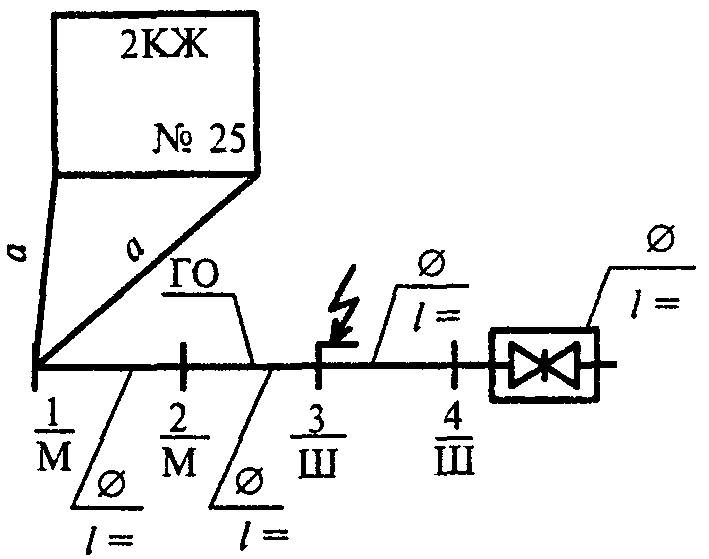 2КЖ
№ 25
a
a
ГО
Ø
l =
Ø
l =
1
М
2
М
3
Ш
4
Ш
Ø
l =
Ø
l =